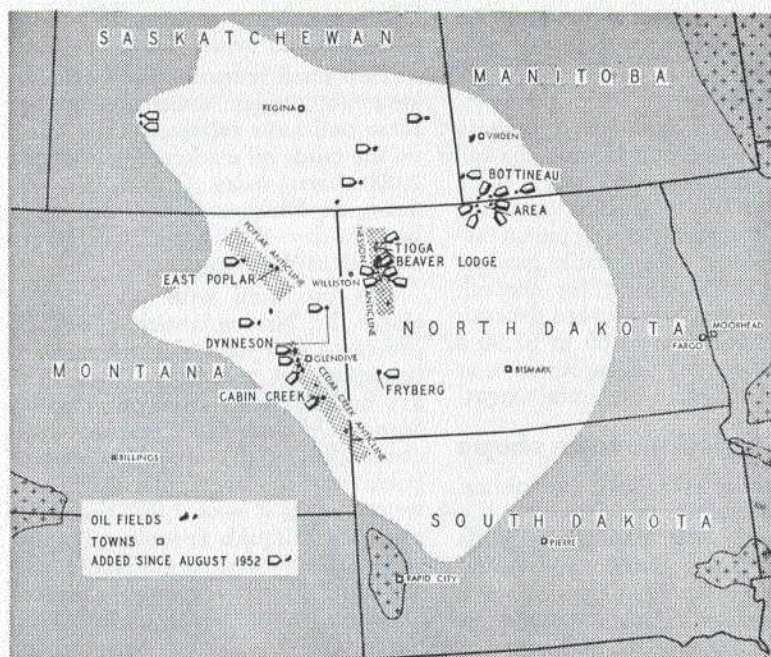 SASKATCHEWAN
MANITOBA
REGINA
VIRDEN
BOTTINEAU
AREA
POPLAR ANTICLINE
NESSON ANTICLINE
TIOGA
BEAVER LODGE
EAST POPLAR
WILLISTON
NORTH DAKOTA
MOORHEAD
FARGO
DYNNESON
GLENDIVE
MONTANA
CEDAR CREEK ANTICLINE
BISMARK
FRYBERG
CABIN CREEK
BILLINGS
OIL FIELDS
TOWNS
ADDED SINCE AUGUST 1952
SOUTH DAKOTA
PIERRE
RAPID CITY